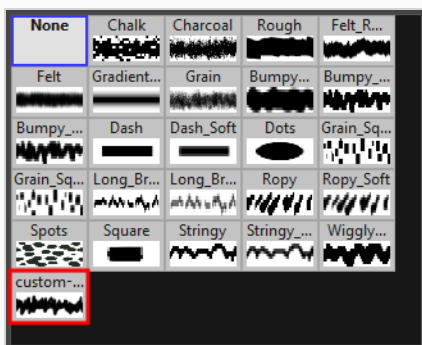 None Chalk Charcoal Rough Felt_R...
Felt Gradient... Grain Bumpy... Bumpy_...
Bumpy_... Dash Dash_Soft Dots Grain_Sq...
Grain_Sq... Long_Br... Long_Br... Ropy Ropy_Soft
Spots Square Stringy Stringy_... Wiggly...
custom-...